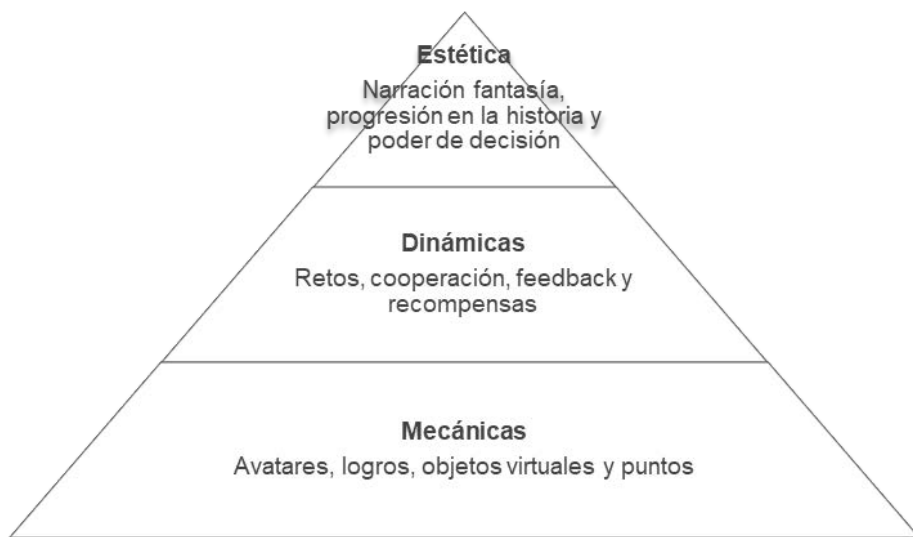 Estética
Narración fantasía,
progresión en la historia y
poder de decisión
Dinámicas
Retos, cooperación, feedback y
recompensas
Mecánicas
Avatares, logros, objetos virtuales y puntos